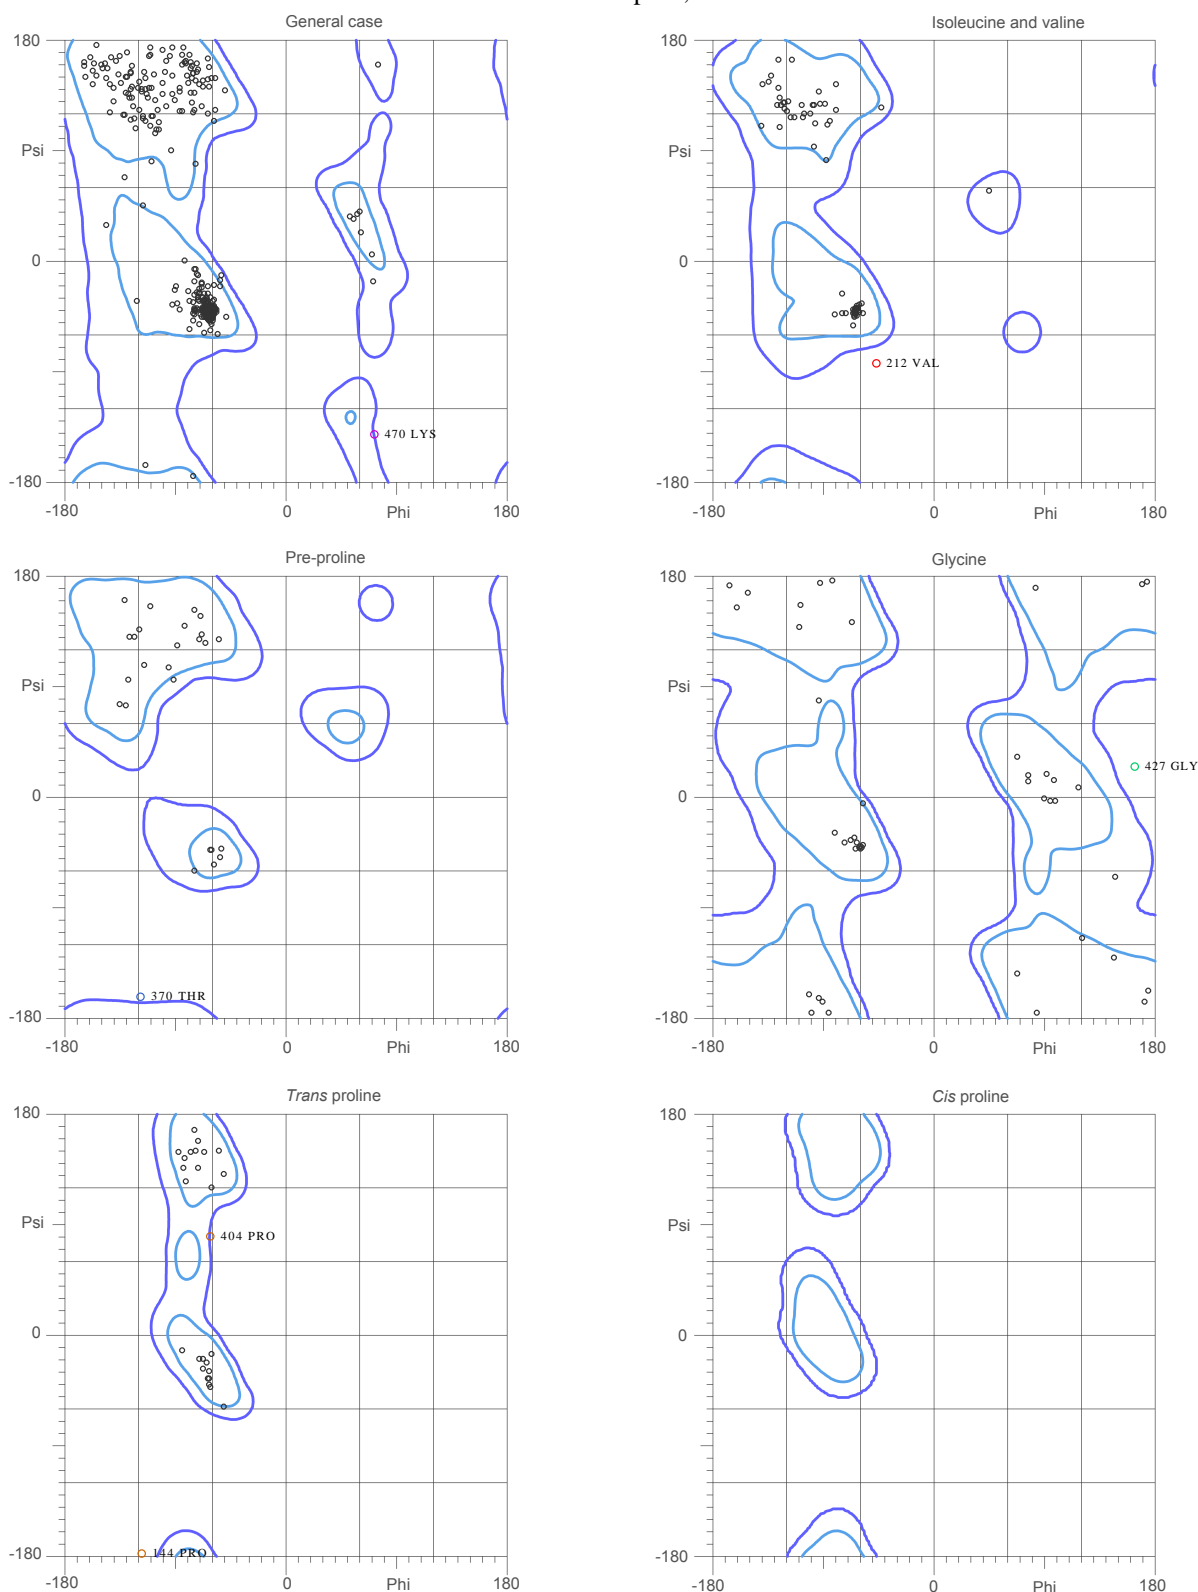 General case
180
Psi
0
-180
-180
0
Phi
180
470 LYS
Isoleucine and valine
180
Psi
0
-180
-180
0
Phi
180
212 VAL
Pre-proline
180
Psi
0
-180
-180
0
Phi
180
370 THR
Glycine
180
Psi
0
-180
-180
0
Phi
180
427 GLY
Trans proline
180
Psi
0
-180
-180
0
Phi
180
404 PRO
144 PRO
Cis proline
180
Psi
0
-180
-180
0
Phi
180